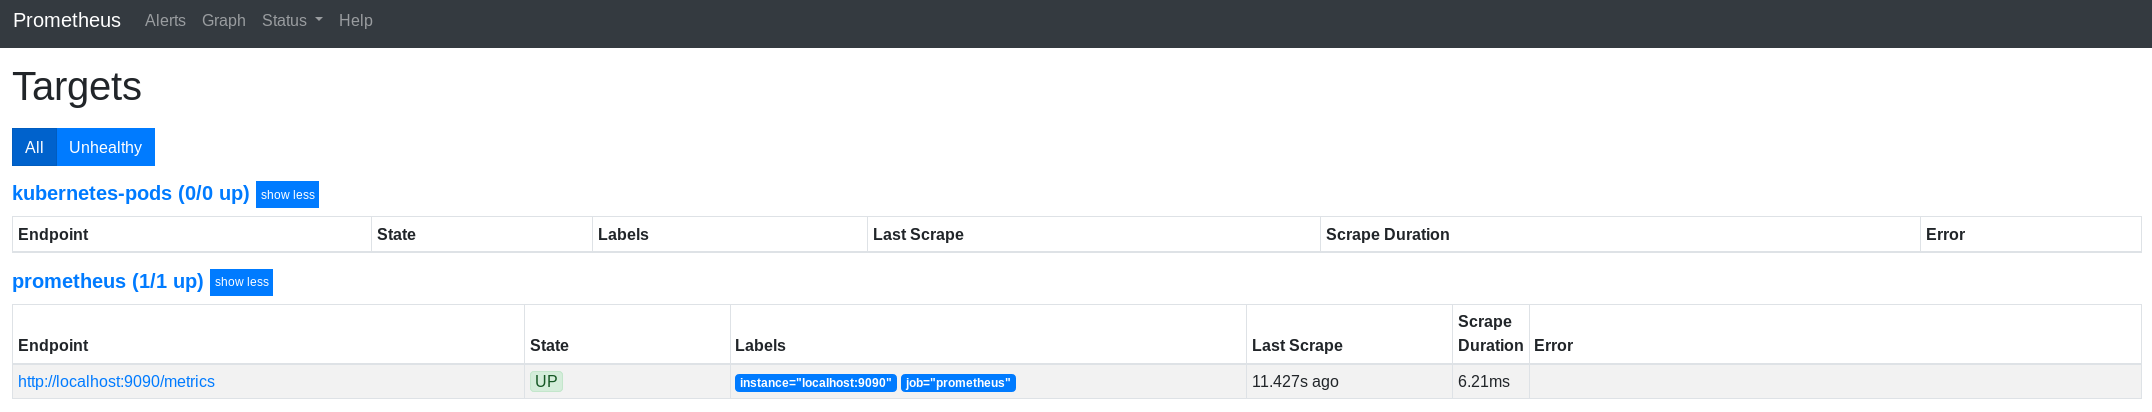 Prometheus Alerts Graph Status Help
Targets
All Unhealthy
kubernetes-pods (0/0 up) show less
Endpoint State Labels Last Scrape Scrape Duration Error
prometheus (1/1 up) show less
Endpoint State Labels Last Scrape Scrape Duration Error
http://localhost:9090/metrics UP instance="localhost:9090" job="prometheus" 11.427s ago 6.21ms